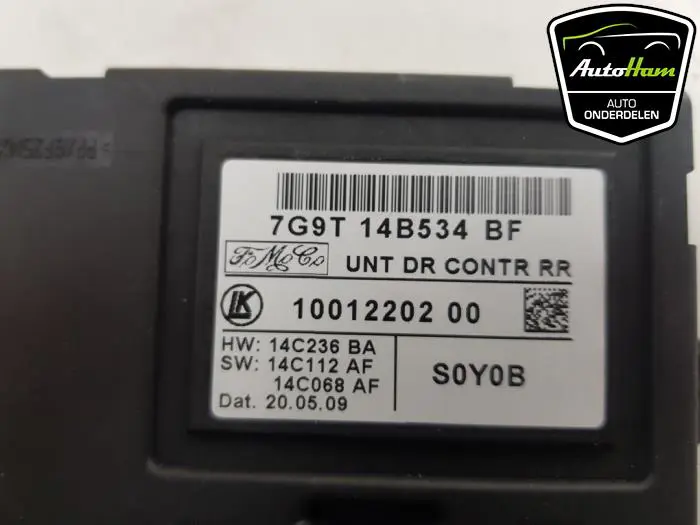 AutoHam
AUTO
ONDERDELEN
7G9T 14B534 BF
FoMoCo
UNT DR CONTR RR
LK
10012202 00
HW: 14C236 BA
SW: 14C112 AF
14C068 AF
S0Y0B
Dat. 20.05.09